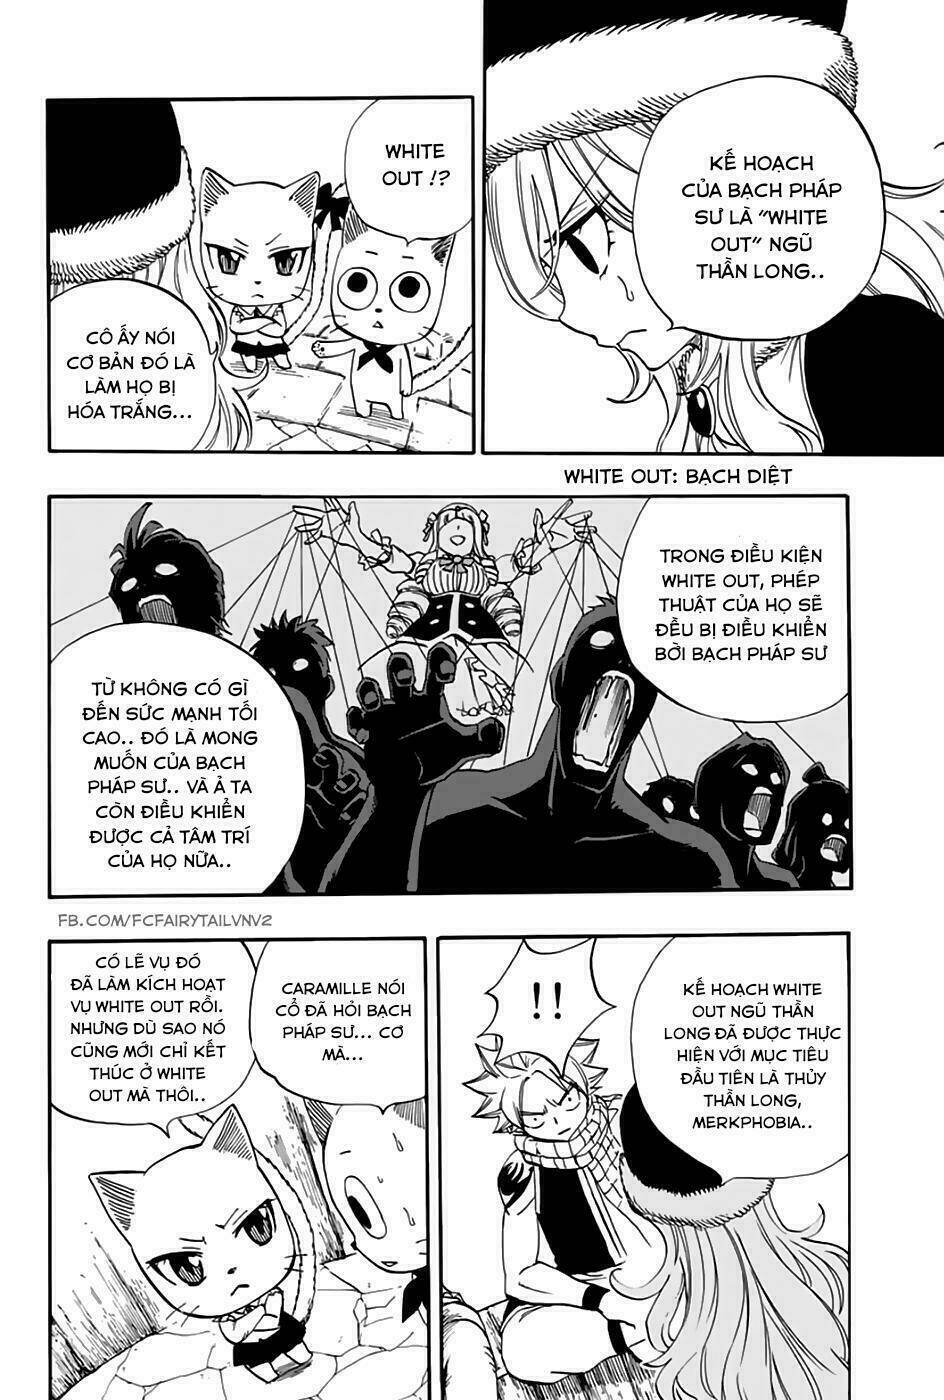 KẾ HOẠCH
CỦA BẠCH PHÁP
SƯ LÀ "WHITE
OUT" NGŨ
THẦN LONG..
WHITE
OUT !?
CÔ ẤY NÓI
CƠ BẢN ĐÓ LÀ
LÀM HỌ BỊ
HÓA TRẮNG...
WHITE OUT: BẠCH DIỆT
TRONG ĐIỀU KIỆN
WHITE OUT, PHÉP
THUẬT CỦA HỌ SẼ
ĐỀU BỊ ĐIỀU KHIỂN
BỞI BẠCH PHÁP SƯ
TỪ KHÔNG CÓ GÌ
ĐẾN SỨC MẠNH TỐI
CAO.. ĐÓ LÀ MONG
MUỐN CỦA BẠCH
PHÁP SƯ.. VÀ Ả TA
CÒN ĐIỀU KHIỂN
ĐƯỢC CẢ TÂM TRÍ
CỦA HỌ NỮA..
FB.COM/FCFAIRYTAILVNV2
KẾ HOẠCH WHITE
OUT NGŨ THẦN
LONG ĐÃ ĐƯỢC THỰC
HIỆN VỚI MỤC TIÊU
ĐẦU TIÊN LÀ THỦY
THẦN LONG,
MERKPHOBIA..
!!
CARAMILLE NÓI
CỔ ĐÃ HỎI BẠCH
PHÁP SƯ... CƠ
MÀ...
CÓ LẼ VỤ ĐÓ
ĐÃ LÀM KÍCH HOẠT
VỤ WHITE OUT RỒI.
NHƯNG DÙ SAO NÓ
CŨNG MỚI CHỈ KẾT
THÚC Ở WHITE
OUT MÀ THÔI..